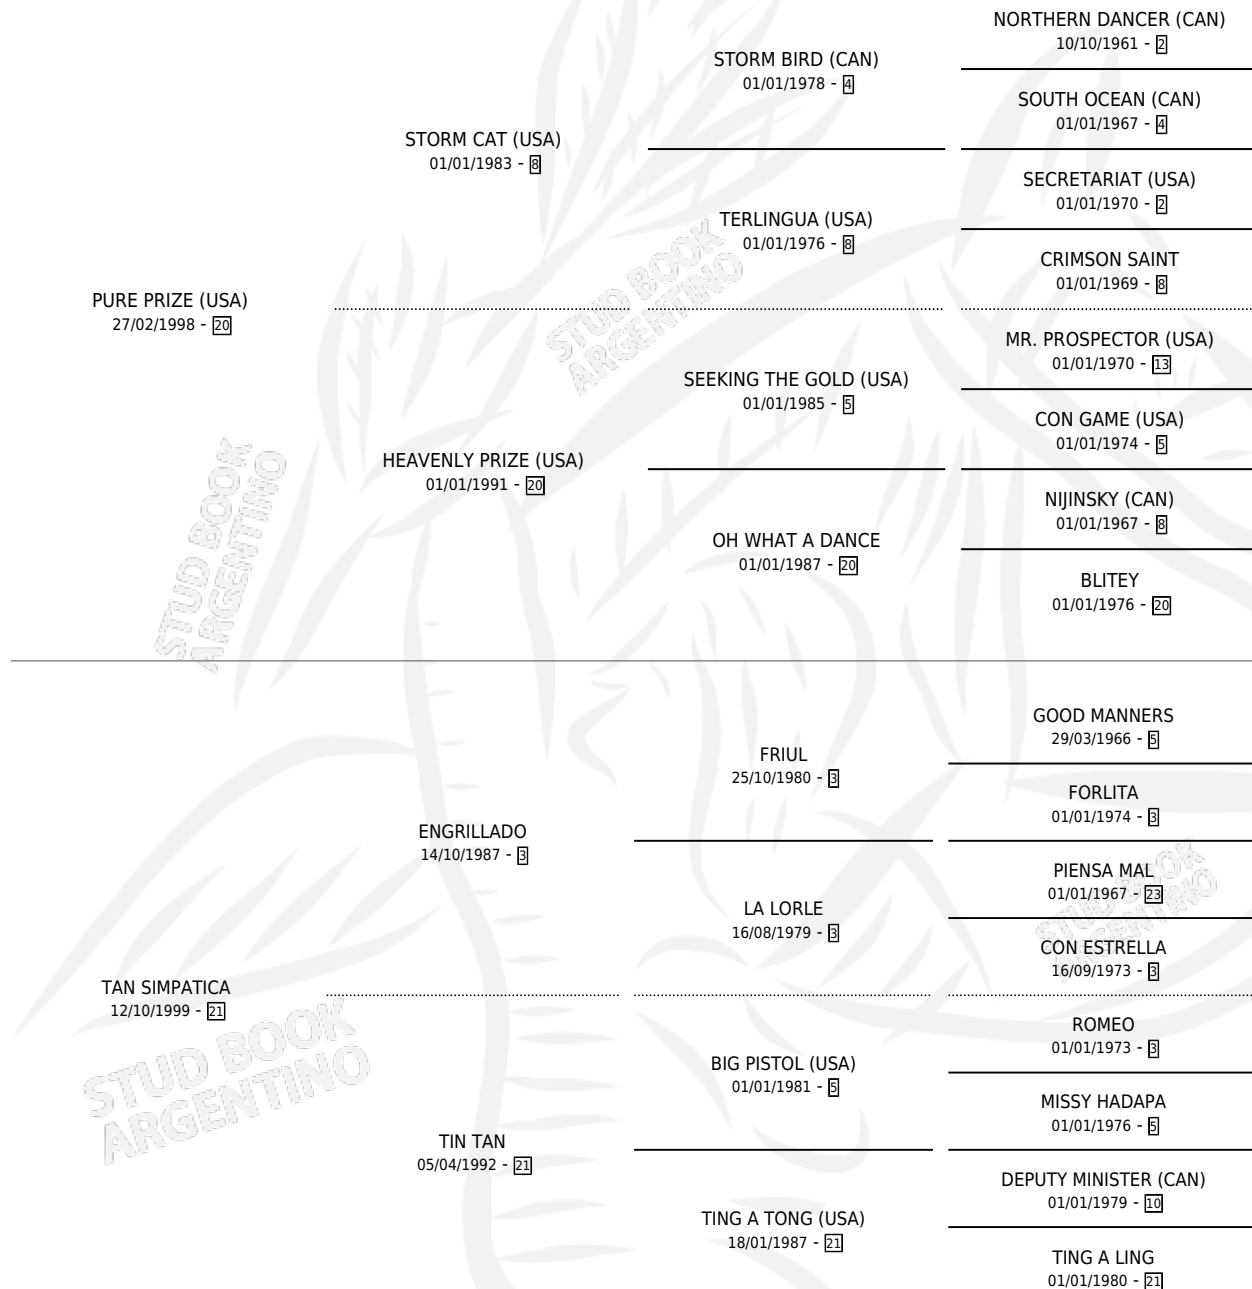 NORTHERN DANCER (CAN)
10/10/1961 - 2
STORM BIRD (CAN)
01/01/1978 - 4
SOUTH OCEAN (CAN)
01/01/1967 - 4
STORM CAT (USA)
01/01/1983 - 8
SECRETARIAT (USA)
01/01/1970 - 2
TERLINGUA (USA)
01/01/1976 - 8
CRIMSON SAINT
01/01/1969 - 8
PURE PRIZE (USA)
27/02/1998 - 20
STUD BOOK
ARGENTINO
MR. PROSPECTOR (USA)
01/01/1970 - 13
SEEKING THE GOLD (USA)
01/01/1985 - 5
CON GAME (USA)
01/01/1974 - 5
HEAVENLY PRIZE (USA)
01/01/1991 - 20
NIJINSKY (CAN)
01/01/1967 - 8
OH WHAT A DANCE
01/01/1987 - 20
BLITEY
01/01/1976 - 20
STUD BOOK
ARGENTINO
GOOD MANNERS
29/03/1966 - 5
FRIUL
25/10/1980 - 3
FORLITA
01/01/1974 - 3
ENGRILLADO
14/10/1987 - 3
PIENSA MAL
01/01/1967 - 23
LA LORLE
16/08/1979 - 3
CON ESTRELLA
16/09/1973 - 3
STUD BOOK
ARGENTINO
TAN SIMPATICA
12/10/1999 - 21
ROMEO
01/01/1973 - 3
BIG PISTOL (USA)
01/01/1981 - 5
MISSY HADAPA
01/01/1976 - 5
STUD BOOK
ARGENTINO
TIN TAN
05/04/1992 - 21
DEPUTY MINISTER (CAN)
01/01/1979 - 10
TING A TONG (USA)
18/01/1987 - 21
TING A LING
01/01/1980 - 21